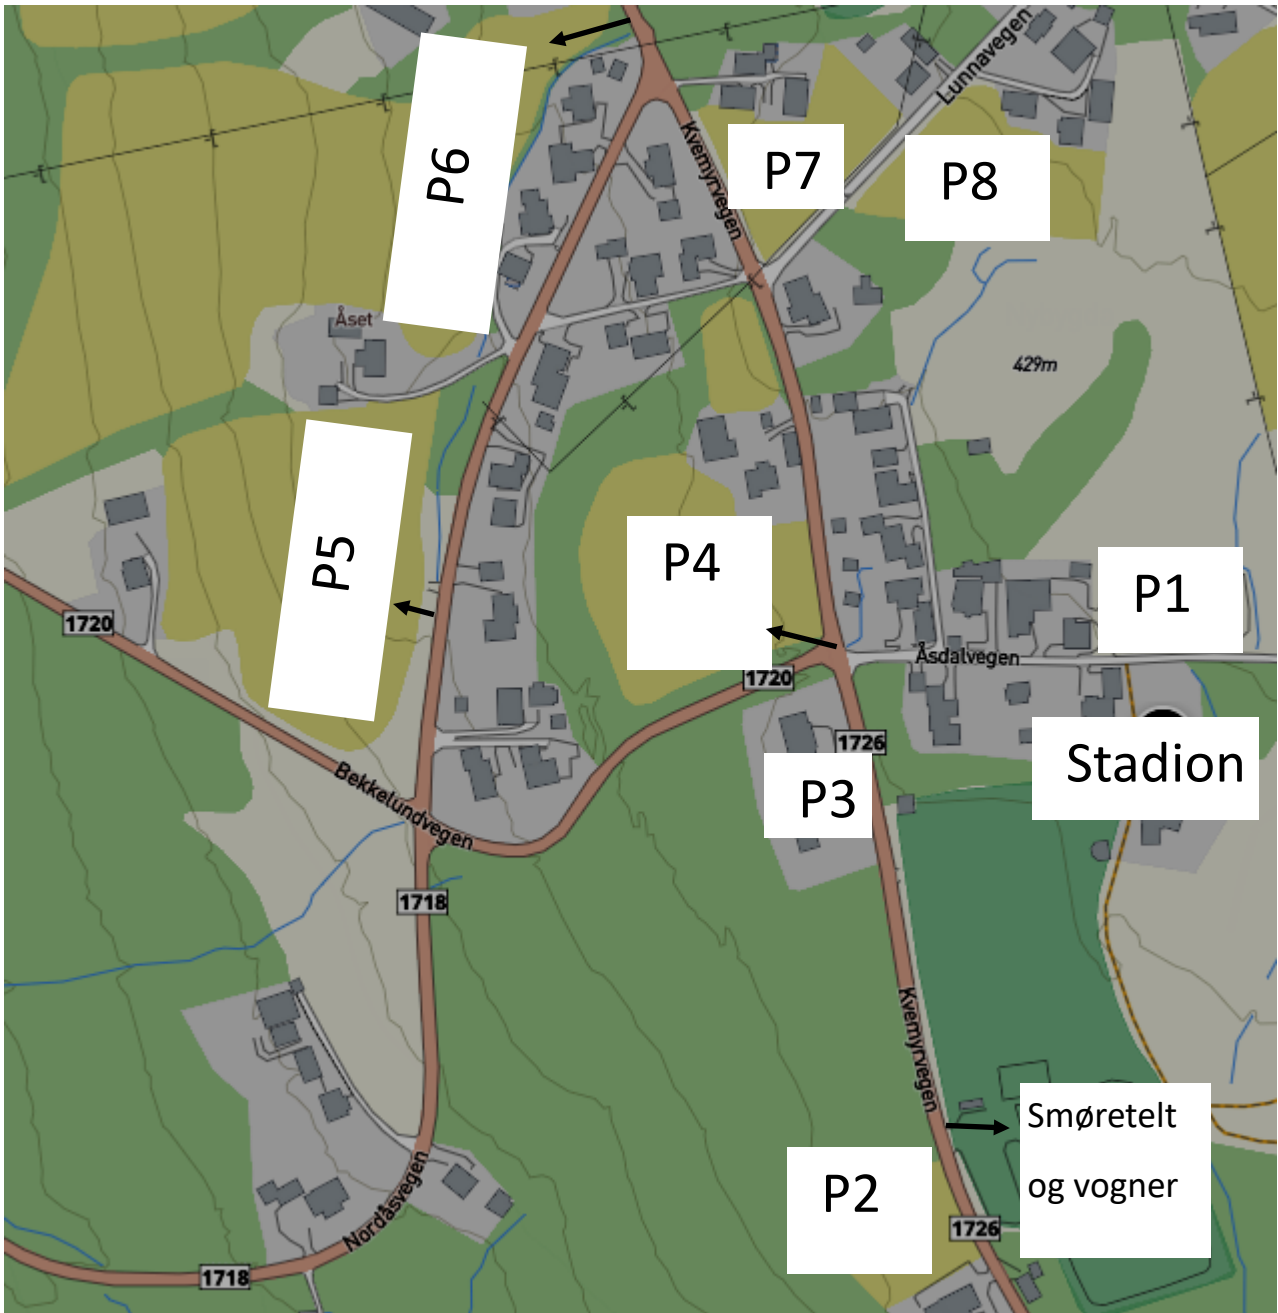 Lunnavegen
Kvemyrvegen
P6
P7
P8
Åset
429m
P5
P4
P1
1720
Åsdalvegen
1720
1726
Stadion
P3
Bekkelundvegen
1718
Kvemyrvegen
Smøretelt
og vogner
P2
Nordåsvegen
1726
1718